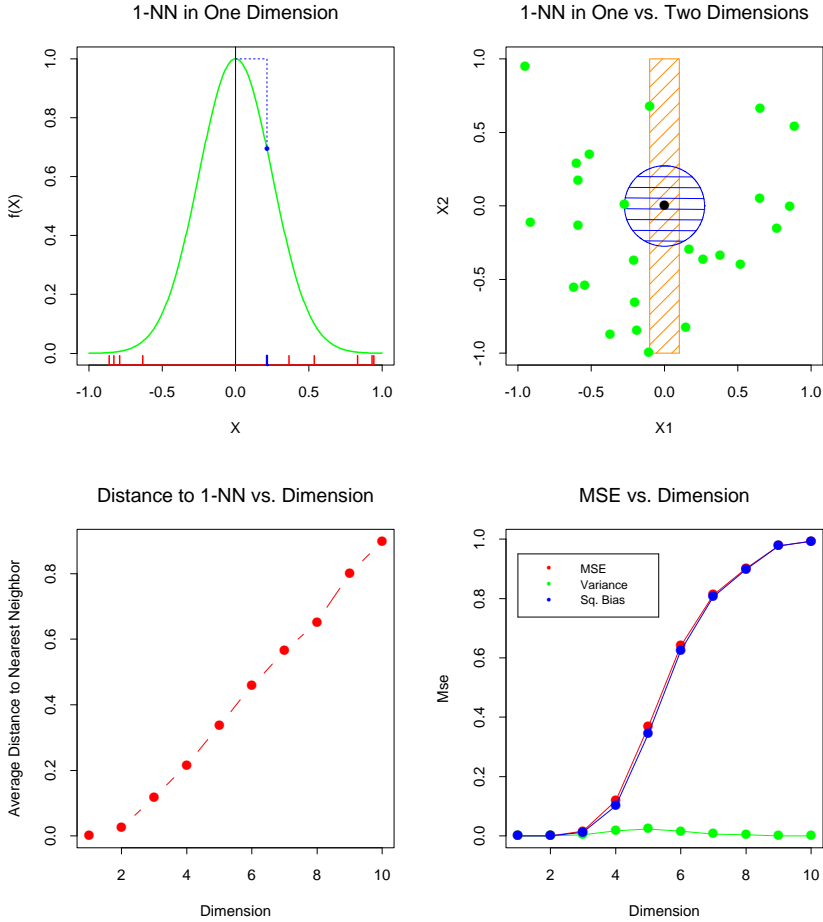 1-NN in One Dimension
f(X)
1.0
0.8
0.6
0.4
0.2
0.0
-1.0 -0.5 0.0 0.5 1.0
X
1-NN in One vs. Two Dimensions
X2
1.0
0.5
0.0
-0.5
-1.0
-1.0 -0.5 0.0 0.5 1.0
X1
Distance to 1-NN vs. Dimension
Average Distance to Nearest Neighbor
0.8
0.6
0.4
0.2
0.0
2 4 6 8 10
Dimension
MSE vs. Dimension
Mse
1.0
0.8
0.6
0.4
0.2
0.0
MSE
Variance
Sq. Bias
2 4 6 8 10
Dimension